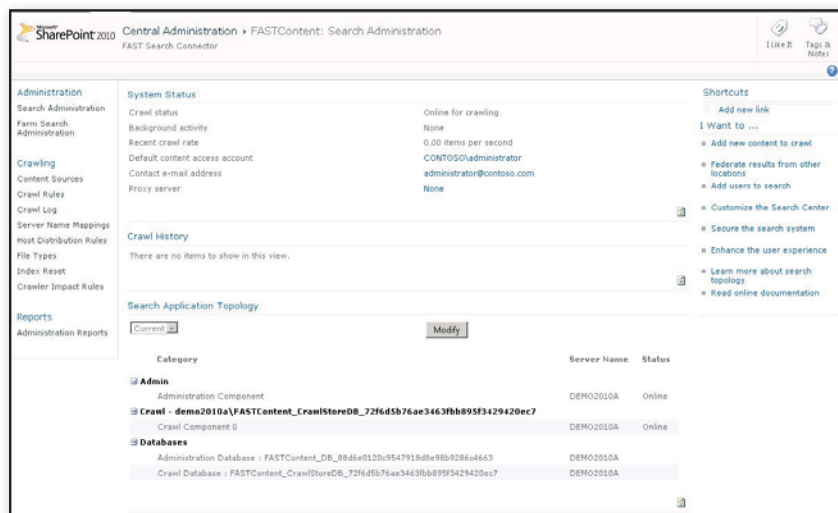 Microsoft
SharePoint 2010
Central Administration ▸ FASTContent: Search Administration
FAST Search Connector
I Like It
Tags & Notes
Administration
Search Administration
Farm Search
Administration
Crawling
Content Sources
Crawl Rules
Crawl Log
Server Name Mappings
Host Distribution Rules
File Types
Index Reset
Crawler Impact Rules
Reports
Administration Reports
System Status
Crawl status Online for crawling
Background activity None
Recent crawl rate 0.00 items per second
Default content access account CONTOSO\administrator
Contact e-mail address administrator@contoso.com
Proxy server None
Crawl History
There are no items to show in this view.
Search Application Topology
Current Modify
Category Server Name Status
Admin
Administration Component DEMO2010A Online
Crawl - demo2010a\FASTContent_CrawlStoreDB_72f6d5b76ae3463fbb895f3429420ec7
Crawl Component 0 DEMO2010A Online
Databases
Administration Database : FASTContent_DB_88d6e0120c9547918d8e98b9286c4663 DEMO2010A
Crawl Database : FASTContent_CrawlStoreDB_72f6d5b76ae3463fbb895f3429420ec7 DEMO2010A
Shortcuts
Add new link
I Want to ...
Add new content to crawl
Federate results from other
locations
Add users to search
Customize the Search Center
Secure the search system
Enhance the user experience
Learn more about search
topology
Read online documentation